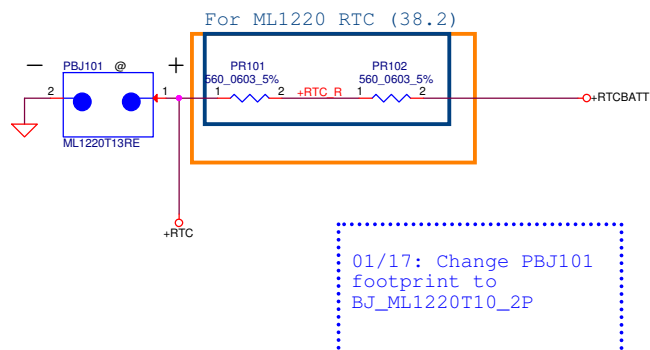 For ML1220 RTC (38.2)
− PBJ101 @ +
PR101 PR102
560_0603_5% 560_0603_5%
2 1 1 2 +RTC_R 1 2 +RTCBATT
ML1220T13RE
+RTC
01/17: Change PBJ101
footprint to
BJ_ML1220T10_2P